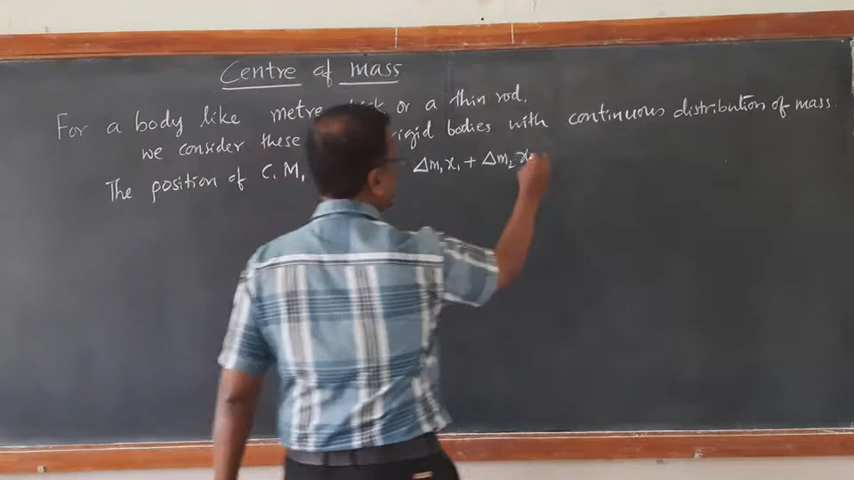 Centre of mass
For a body like metre or a thin rod.
we consider these rigid bodies with continuous distribution of mass
The position of C.M, Δm₁x₁ + Δm₂x